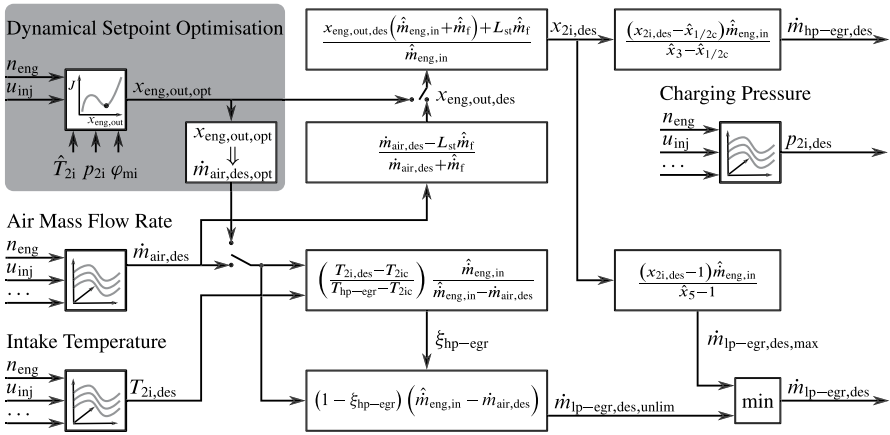 Dynamical Setpoint Optimisation
n_eng
u_inj
J
x_eng,out
T̂_2i p_2i φ_mi
x_eng,out,opt
x_eng,out,opt
⇓
ṁ_air,des,opt
x_eng,out,des(m̂̇_eng,in + m̂̇_f) + L_st m̂̇_f
m̂̇_eng,in
x_2i,des
(x_2i,des − x̂_1/2c) m̂̇_eng,in
x̂_3 − x̂_1/2c
ṁ_hp−egr,des
x_eng,out,des
ṁ_air,des − L_st m̂̇_f
ṁ_air,des + m̂̇_f
Charging Pressure
n_eng
u_inj
...
p_2i,des
Air Mass Flow Rate
n_eng
u_inj
...
ṁ_air,des
(T_2i,des − T_2ic / T_hp−egr − T_2ic) m̂̇_eng,in / m̂̇_eng,in − ṁ_air,des
(x_2i,des − 1) m̂̇_eng,in
x̂_5 − 1
Intake Temperature
n_eng
u_inj
...
T_2i,des
ξ_hp−egr
(1 − ξ_hp−egr) (m̂̇_eng,in − ṁ_air,des)
ṁ_lp−egr,des,unlim
ṁ_lp−egr,des,max
min
ṁ_lp−egr,des